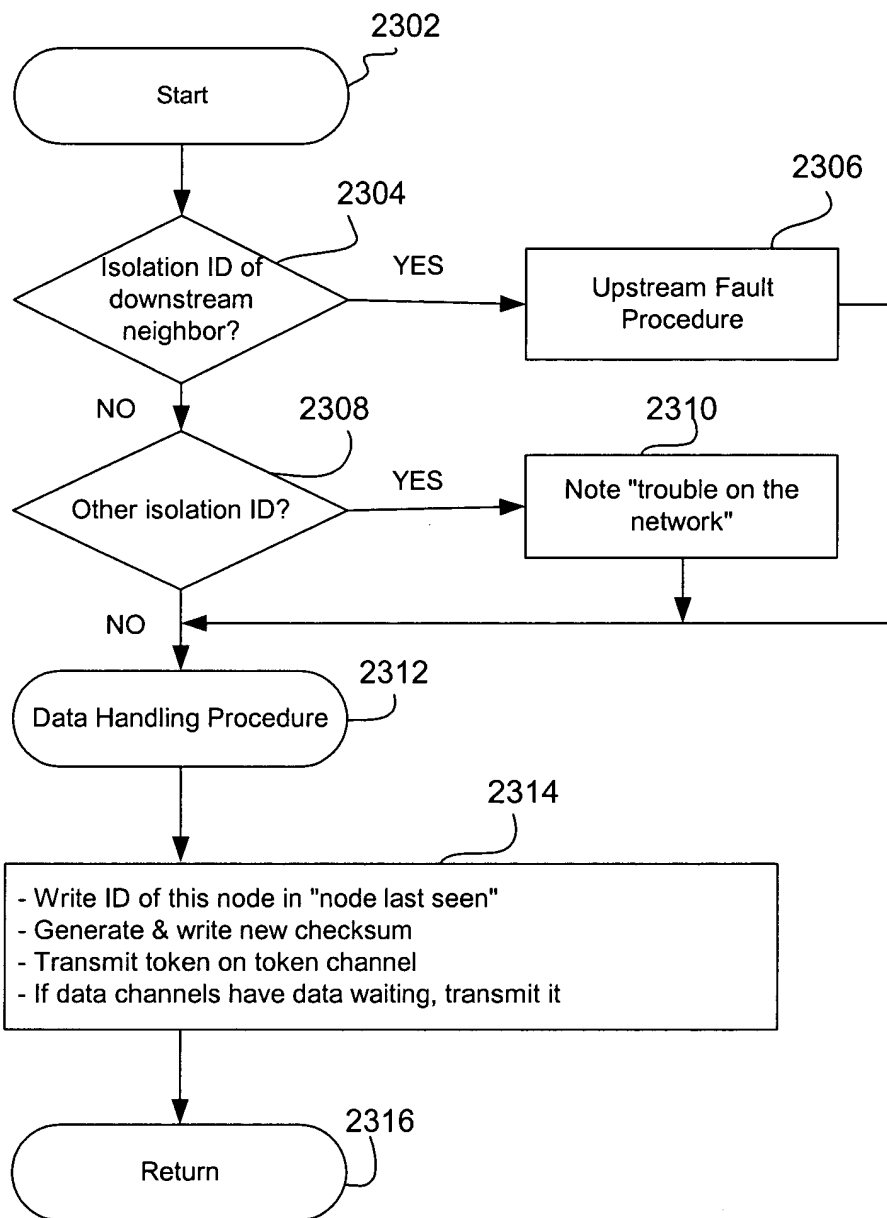 2302
Start
2304
2306
Isolation ID of
downstream
neighbor?
YES
Upstream Fault
Procedure
NO
2308
2310
Other isolation ID?
YES
Note "trouble on the
network"
NO
2312
Data Handling Procedure
2314
- Write ID of this node in "node last seen"
- Generate & write new checksum
- Transmit token on token channel
- If data channels have data waiting, transmit it
2316
Return